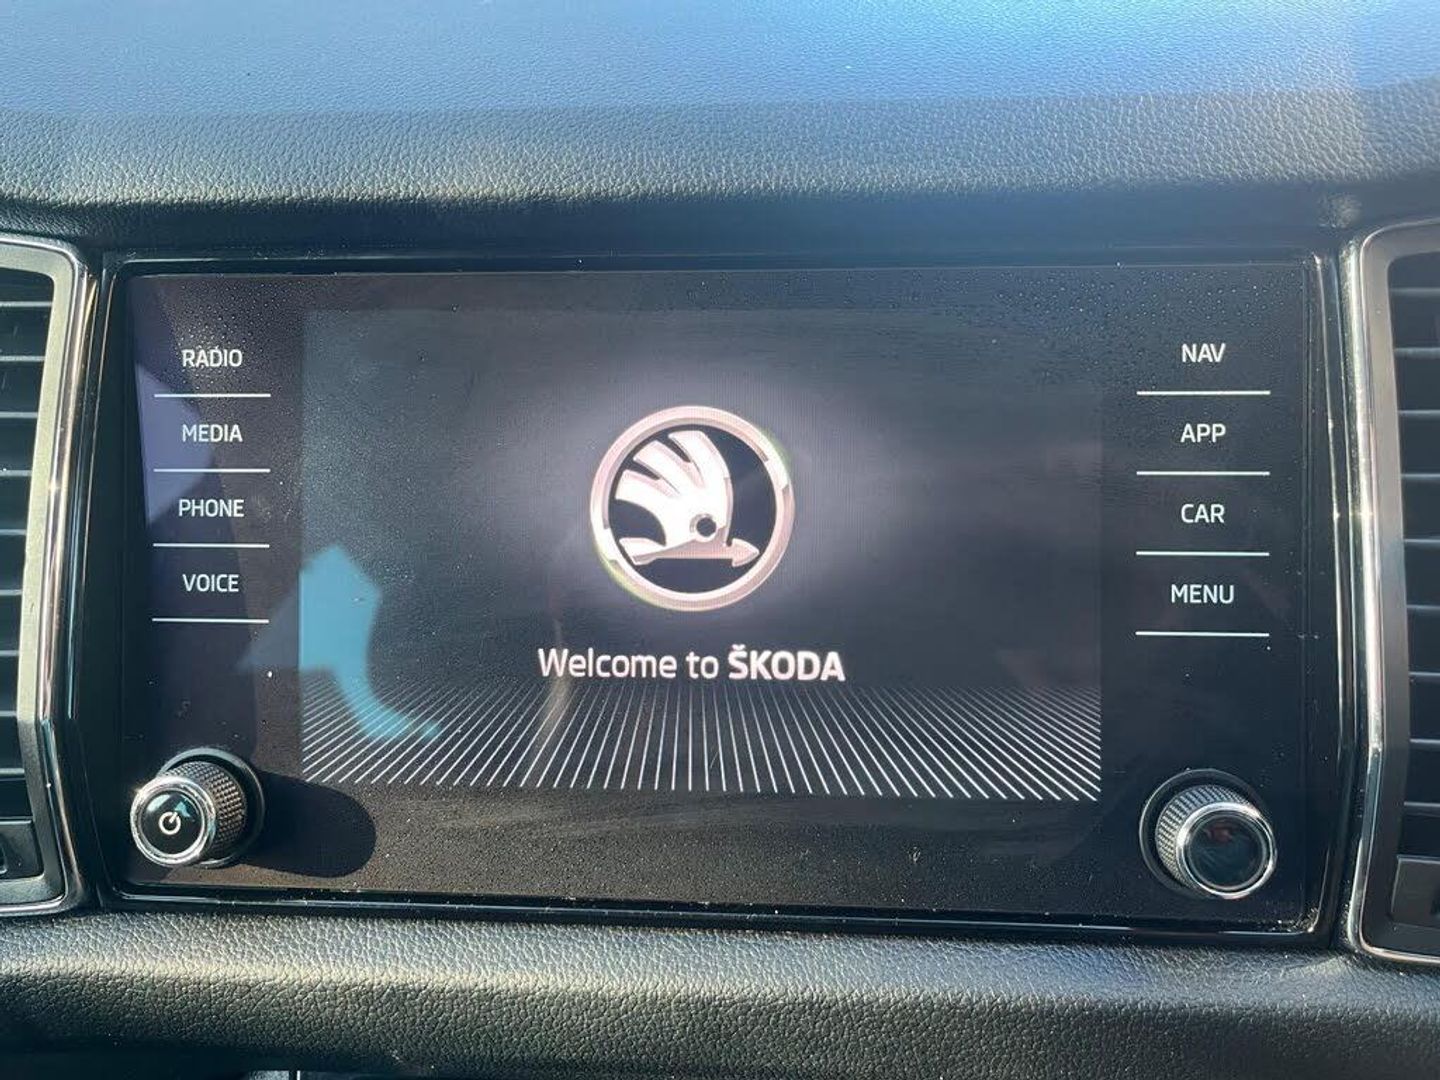 RADIO
MEDIA
PHONE
VOICE
NAV
APP
CAR
MENU
Welcome to ŠKODA